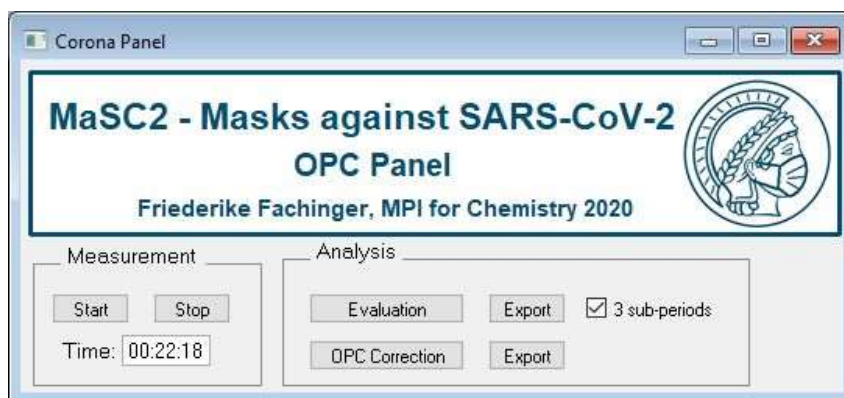 Corona Panel
MaSC2 - Masks against SARS-CoV-2
OPC Panel
Friederike Fachinger, MPI for Chemistry 2020
Measurement
Start Stop
Time: 00:22:18
Analysis
Evaluation Export 3 sub-periods
OPC Correction Export